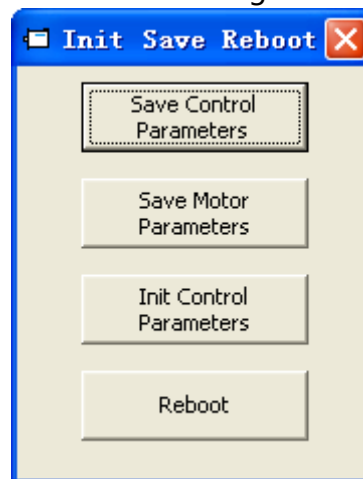 Init Save Reboot
Save Control
Parameters
Save Motor
Parameters
Init Control
Parameters
Reboot